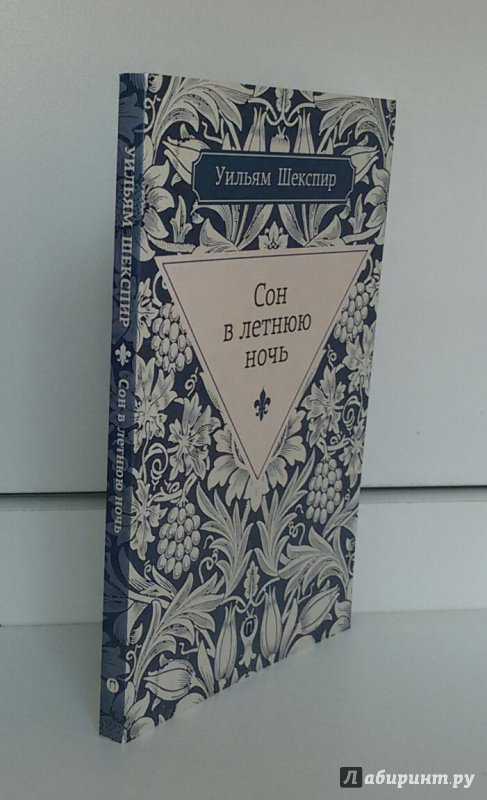 Уильям Шекспир
Сон
в летнюю
ночь
Уильям Шекспир Сон в летнюю ночь
Лабиринт.ру